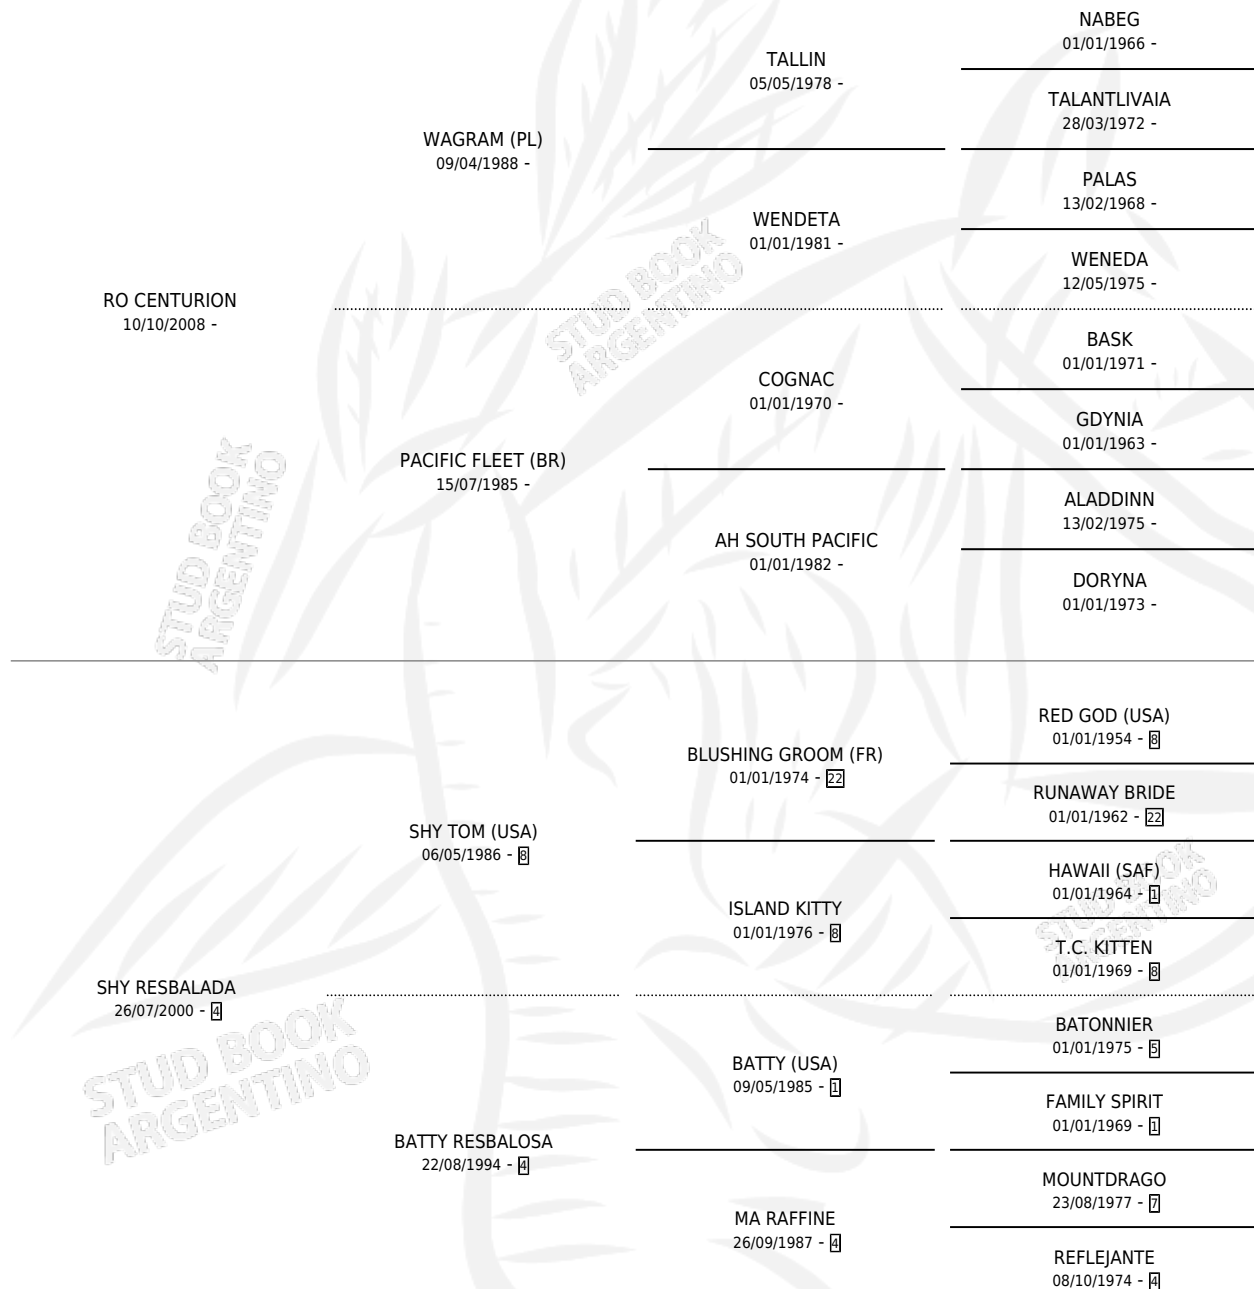 NABEG
01/01/1966 -
TALLIN
05/05/1978 -
TALANTLIVAIA
28/03/1972 -
WAGRAM (PL)
09/04/1988 -
PALAS
13/02/1968 -
WENDETA
01/01/1981 -
WENEDA
12/05/1975 -
RO CENTURION
10/10/2008 -
BASK
01/01/1971 -
COGNAC
01/01/1970 -
GDYNIA
01/01/1963 -
PACIFIC FLEET (BR)
15/07/1985 -
ALADDINN
13/02/1975 -
AH SOUTH PACIFIC
01/01/1982 -
DORYNA
01/01/1973 -
RED GOD (USA)
01/01/1954 - 8
BLUSHING GROOM (FR)
01/01/1974 - 22
RUNAWAY BRIDE
01/01/1962 - 22
SHY TOM (USA)
06/05/1986 - 8
HAWAII (SAF)
01/01/1964 - 1
ISLAND KITTY
01/01/1976 - 8
T.C. KITTEN
01/01/1969 - 8
SHY RESBALADA
26/07/2000 - 4
BATONNIER
01/01/1975 - 5
BATTY (USA)
09/05/1985 - 1
FAMILY SPIRIT
01/01/1969 - 1
BATTY RESBALOSA
22/08/1994 - 4
MOUNTDRAGO
23/08/1977 - 7
MA RAFFINE
26/09/1987 - 4
REFLEJANTE
08/10/1974 - 4
STUD BOOK
ARGENTINO
STUD BOOK
ARGENTINO
STUD BOOK
ARGENTINO
STUD BOOK
ARGENTINO